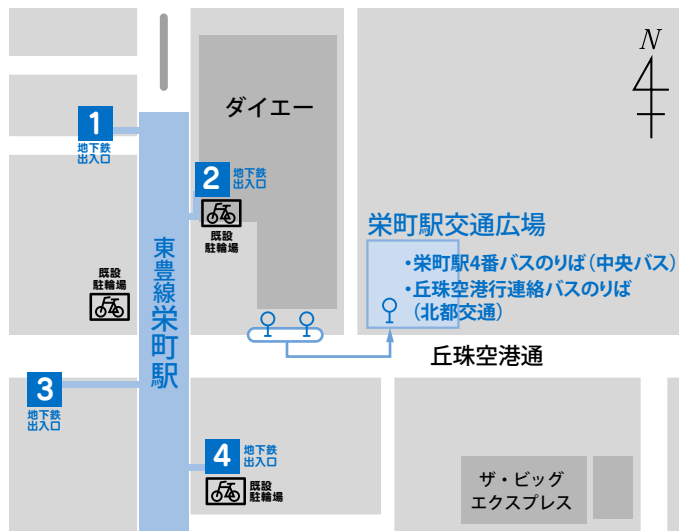 N
ダイエー
1
地下鉄
出入口
2
地下鉄
出入口
既設
駐輪場
栄町駅交通広場
・栄町駅4番バスのりば(中央バス)
・丘珠空港行連絡バスのりば
(北都交通)
既設
駐輪場
東豊線栄町駅
丘珠空港通
3
地下鉄
出入口
4
地下鉄
出入口
既設
駐輪場
ザ・ビッグ
エクスプレス